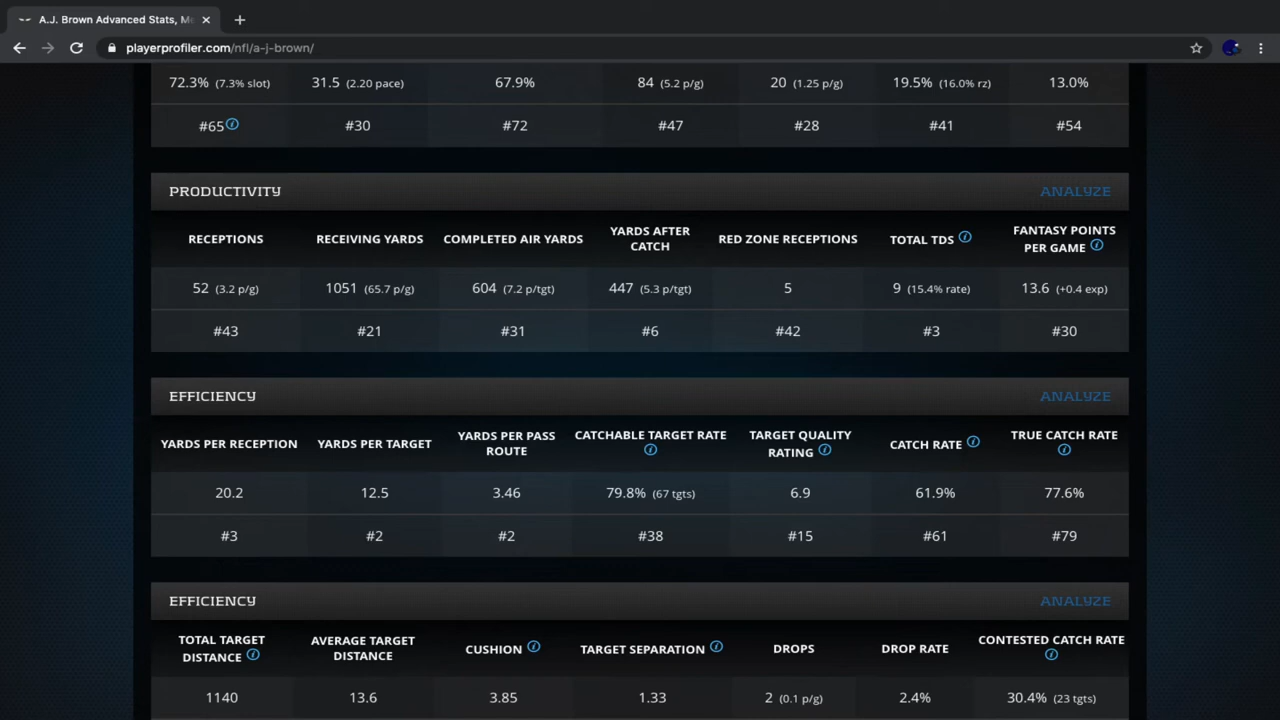 A.J. Brown Advanced Stats, Me
playerprofiler.com/nfl/a-j-brown/
72.3% (7.3% slot) 31.5 (2.20 pace) 67.9% 84 (5.2 p/g) 20 (1.25 p/g) 19.5% (16.0% rz) 13.0%
#65 #30 #72 #47 #28 #41 #54
PRODUCTIVITY ANALYZE
RECEPTIONS RECEIVING YARDS COMPLETED AIR YARDS YARDS AFTER CATCH RED ZONE RECEPTIONS TOTAL TDS FANTASY POINTS PER GAME
52 (3.2 p/g) 1051 (65.7 p/g) 604 (7.2 p/tgt) 447 (5.3 p/tgt) 5 9 (15.4% rate) 13.6 (+0.4 exp)
#43 #21 #31 #6 #42 #3 #30
EFFICIENCY ANALYZE
YARDS PER RECEPTION YARDS PER TARGET YARDS PER PASS ROUTE CATCHABLE TARGET RATE TARGET QUALITY RATING CATCH RATE TRUE CATCH RATE
20.2 12.5 3.46 79.8% (67 tgts) 6.9 61.9% 77.6%
#3 #2 #2 #38 #15 #61 #79
EFFICIENCY ANALYZE
TOTAL TARGET DISTANCE AVERAGE TARGET DISTANCE CUSHION TARGET SEPARATION DROPS DROP RATE CONTESTED CATCH RATE
1140 13.6 3.85 1.33 2 (0.1 p/g) 2.4% 30.4% (23 tgts)